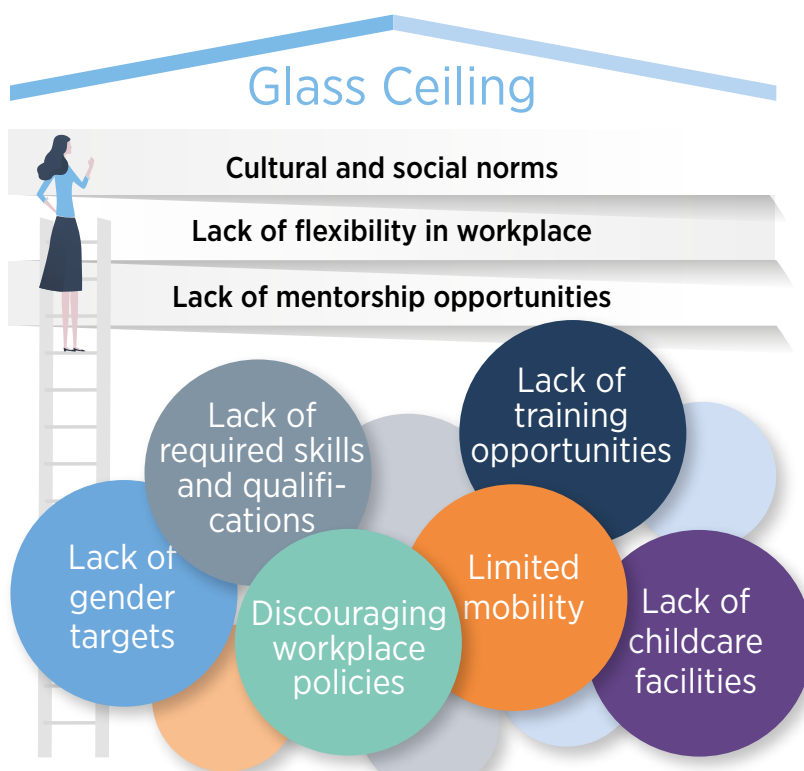 Glass Ceiling
Cultural and social norms
Lack of flexibility in workplace
Lack of mentorship opportunities
Lack of
required skills
and qualifi-
cations
Lack of
training
opportunities
Lack of
gender
targets
Discouraging
workplace
policies
Limited
mobility
Lack of
childcare
facilities